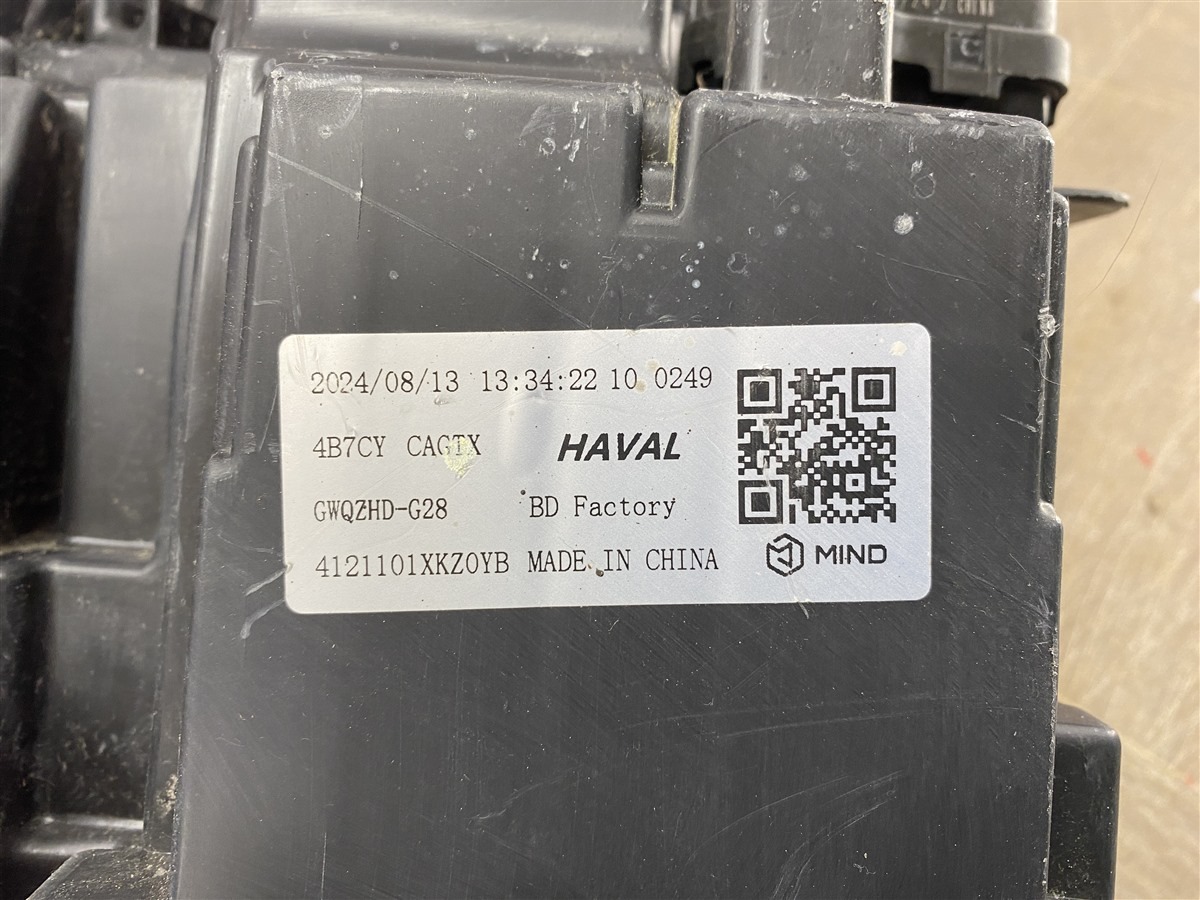 2024/08/13 13:34:22 10 0249
4B7CY CAGTX HAVAL
GWQZHD-G28 BD Factory
4121101XKZ0YB MADE IN CHINA
MIND
C